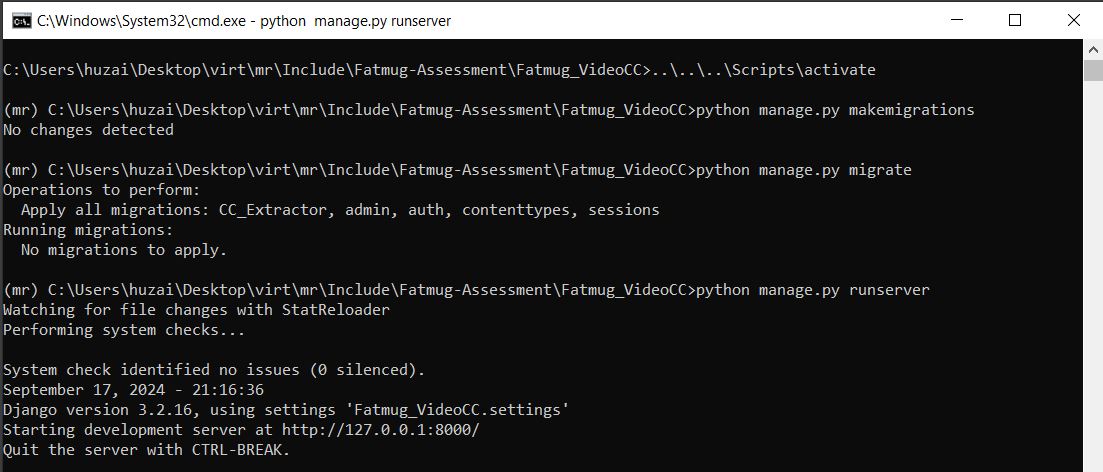 C:\Windows\System32\cmd.exe - python  manage.py runserver
C:\Users\huzai\Desktop\virt\mr\Include\Fatmug-Assessment\Fatmug_VideoCC>..\..\..\Scripts\activate
(mr) C:\Users\huzai\Desktop\virt\mr\Include\Fatmug-Assessment\Fatmug_VideoCC>python manage.py makemigrations
No changes detected
(mr) C:\Users\huzai\Desktop\virt\mr\Include\Fatmug-Assessment\Fatmug_VideoCC>python manage.py migrate
Operations to perform:
  Apply all migrations: CC_Extractor, admin, auth, contenttypes, sessions
Running migrations:
  No migrations to apply.
(mr) C:\Users\huzai\Desktop\virt\mr\Include\Fatmug-Assessment\Fatmug_VideoCC>python manage.py runserver
Watching for file changes with StatReloader
Performing system checks...
System check identified no issues (0 silenced).
September 17, 2024 - 21:16:36
Django version 3.2.16, using settings 'Fatmug_VideoCC.settings'
Starting development server at http://127.0.0.1:8000/
Quit the server with CTRL-BREAK.